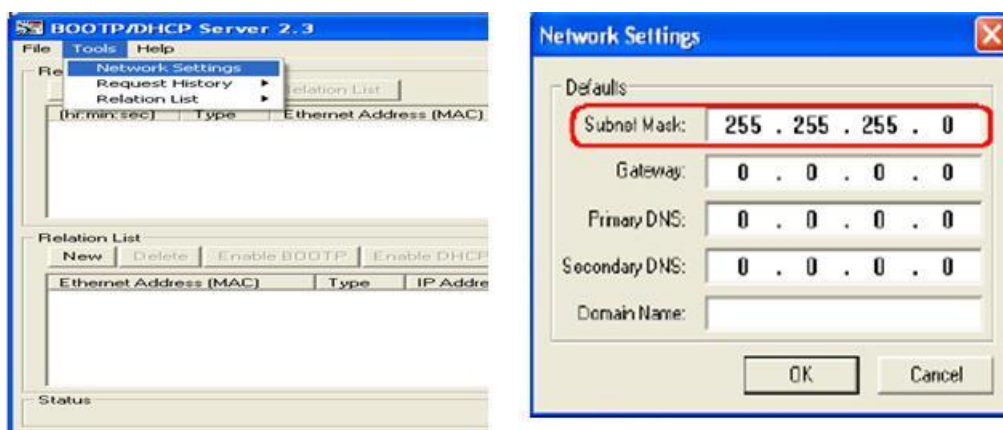 BOOTP/DHCP Server 2.3
File Tools Help
Network Settings
Request History
Relation List
Re
elation List
(hr:min:sec) Type Ethernet Address (MAC)
Relation List
New Delete Enable BOOTP Enable DHCP
Ethernet Address (MAC) Type IP Addre
Status
Network Settings
Defaults
Subnet Mask: 255 . 255 . 255 . 0
Gateway: 0 . 0 . 0 . 0
Primary DNS: 0 . 0 . 0 . 0
Secondary DNS: 0 . 0 . 0 . 0
Domain Name:
OK Cancel